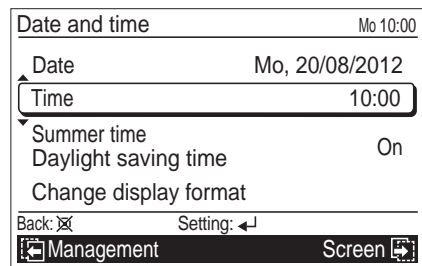 Date and time Mo 10:00
Date Mo, 20/08/2012
Time 10:00
Summer time
Daylight saving time On
Change display format
Back: Setting:
Management Screen